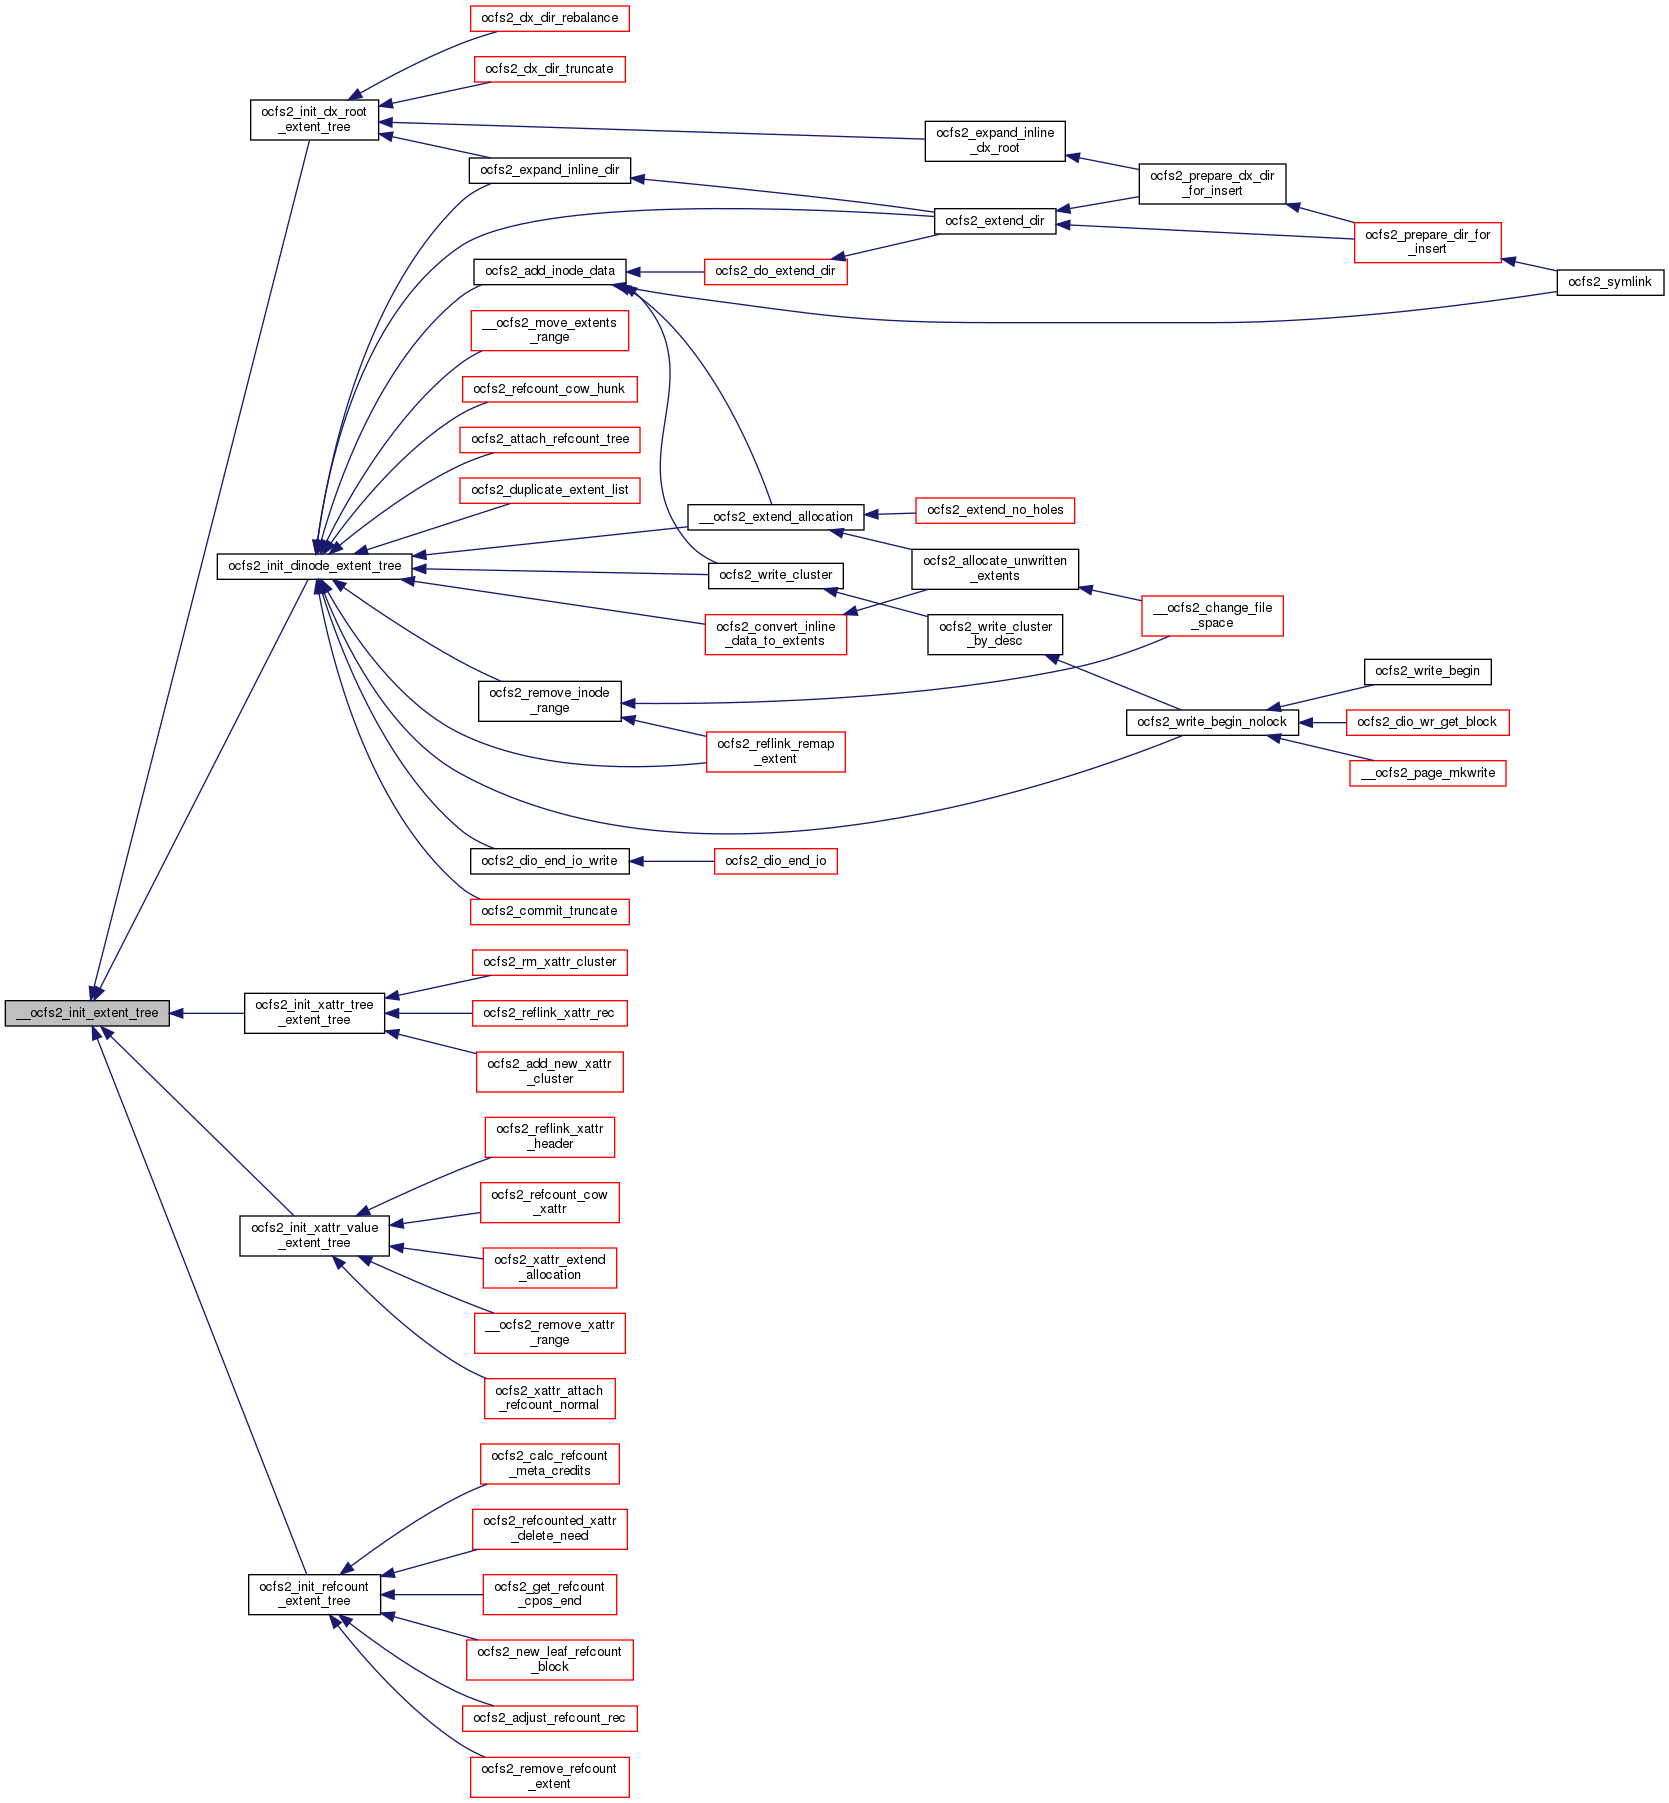 ocfs2_dx_dir_rebalance
ocfs2_dx_dir_truncate
ocfs2_init_dx_root
_extent_tree
ocfs2_expand_inline
_dx_root
ocfs2_expand_inline_dir
ocfs2_prepare_dx_dir
_for_insert
ocfs2_extend_dir
ocfs2_prepare_dir_for
_insert
ocfs2_add_inode_data
ocfs2_do_extend_dir
ocfs2_symlink
__ocfs2_move_extents
_range
ocfs2_refcount_cow_hunk
ocfs2_attach_refcount_tree
ocfs2_duplicate_extent_list
__ocfs2_extend_allocation
ocfs2_extend_no_holes
ocfs2_init_dinode_extent_tree
ocfs2_write_cluster
ocfs2_allocate_unwritten
_extents
ocfs2_convert_inline
_data_to_extents
ocfs2_write_cluster
_by_desc
__ocfs2_change_file
_space
ocfs2_remove_inode
_range
ocfs2_write_begin
ocfs2_write_begin_nolock
ocfs2_dio_wr_get_block
ocfs2_reflink_remap
_extent
__ocfs2_page_mkwrite
ocfs2_dio_end_io_write
ocfs2_dio_end_io
ocfs2_commit_truncate
ocfs2_rm_xattr_cluster
__ocfs2_init_extent_tree
ocfs2_init_xattr_tree
_extent_tree
ocfs2_reflink_xattr_rec
ocfs2_add_new_xattr
_cluster
ocfs2_reflink_xattr
_header
ocfs2_refcount_cow
_xattr
ocfs2_init_xattr_value
_extent_tree
ocfs2_xattr_extend
_allocation
__ocfs2_remove_xattr
_range
ocfs2_xattr_attach
_refcount_normal
ocfs2_calc_refcount
_meta_credits
ocfs2_refcounted_xattr
_delete_need
ocfs2_init_refcount
_extent_tree
ocfs2_get_refcount
_cpos_end
ocfs2_new_leaf_refcount
_block
ocfs2_adjust_refcount_rec
ocfs2_remove_refcount
_extent